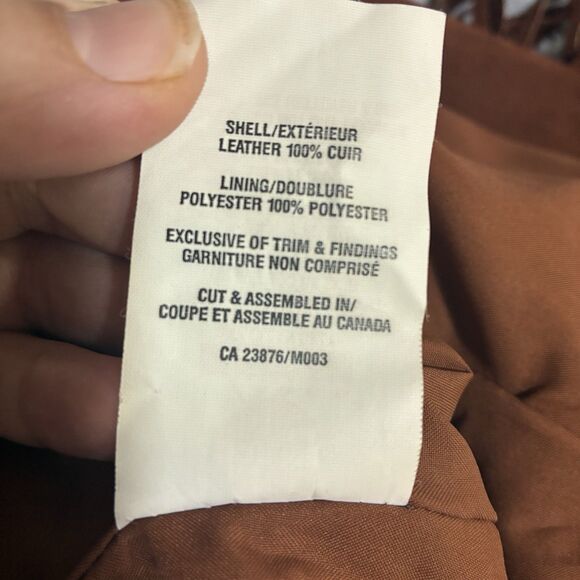 SHELL/EXTÉRIEUR
LEATHER 100% CUIR
LINING/DOUBLURE
POLYESTER 100% POLYESTER
EXCLUSIVE OF TRIM & FINDINGS
GARNITURE NON COMPRISÉ
CUT & ASSEMBLED IN/
COUPE ET ASSEMBLE AU CANADA
CA 23876/M003